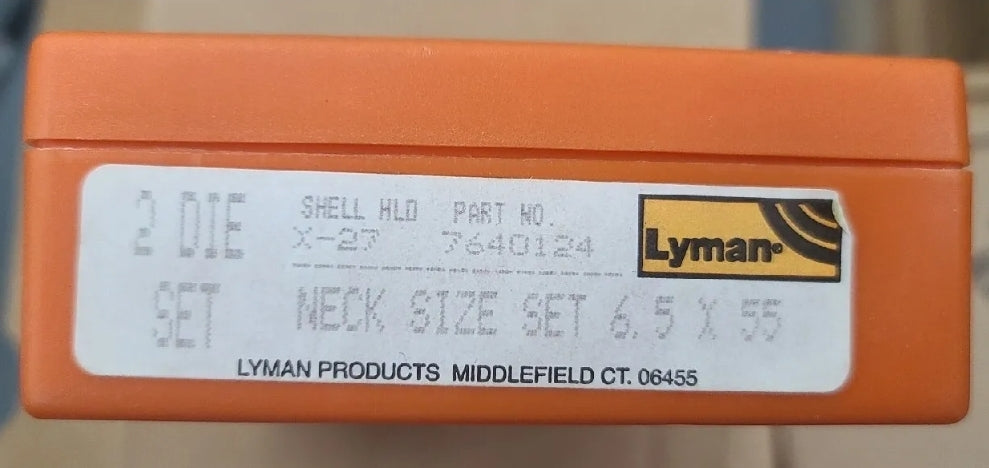 2 DIE
SET
SHELL HLD PART NO.
X-27 7640124
NECK SIZE SET 6.5 X 55
Lyman®
LYMAN PRODUCTS MIDDLEFIELD CT. 06455